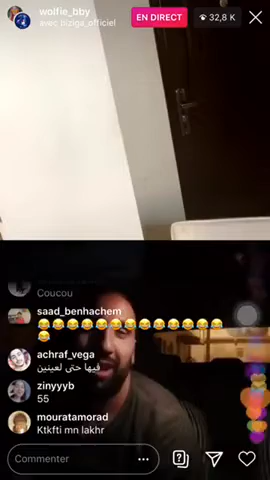 wolfie_bby
avec biziga_officiel
EN DIRECT
32,8 K
Coucou
saad_benhachem
😂😂😂😂😂😂😂😂😂😂😂😂😂
😂
achraf_vega
فيها حتى لعينين
zinyyyb
55
mouratamorad
Ktkfti mn lakhr
Commenter